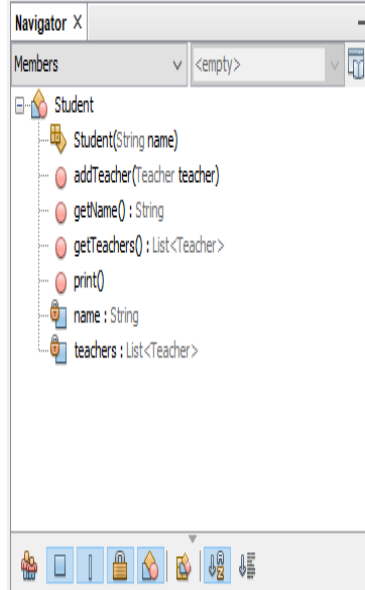 Navigator ×
Members <empty>
Student
Student(String name)
addTeacher(Teacher teacher)
getName() : String
getTeachers() : List<Teacher>
print()
name : String
teachers : List<Teacher>